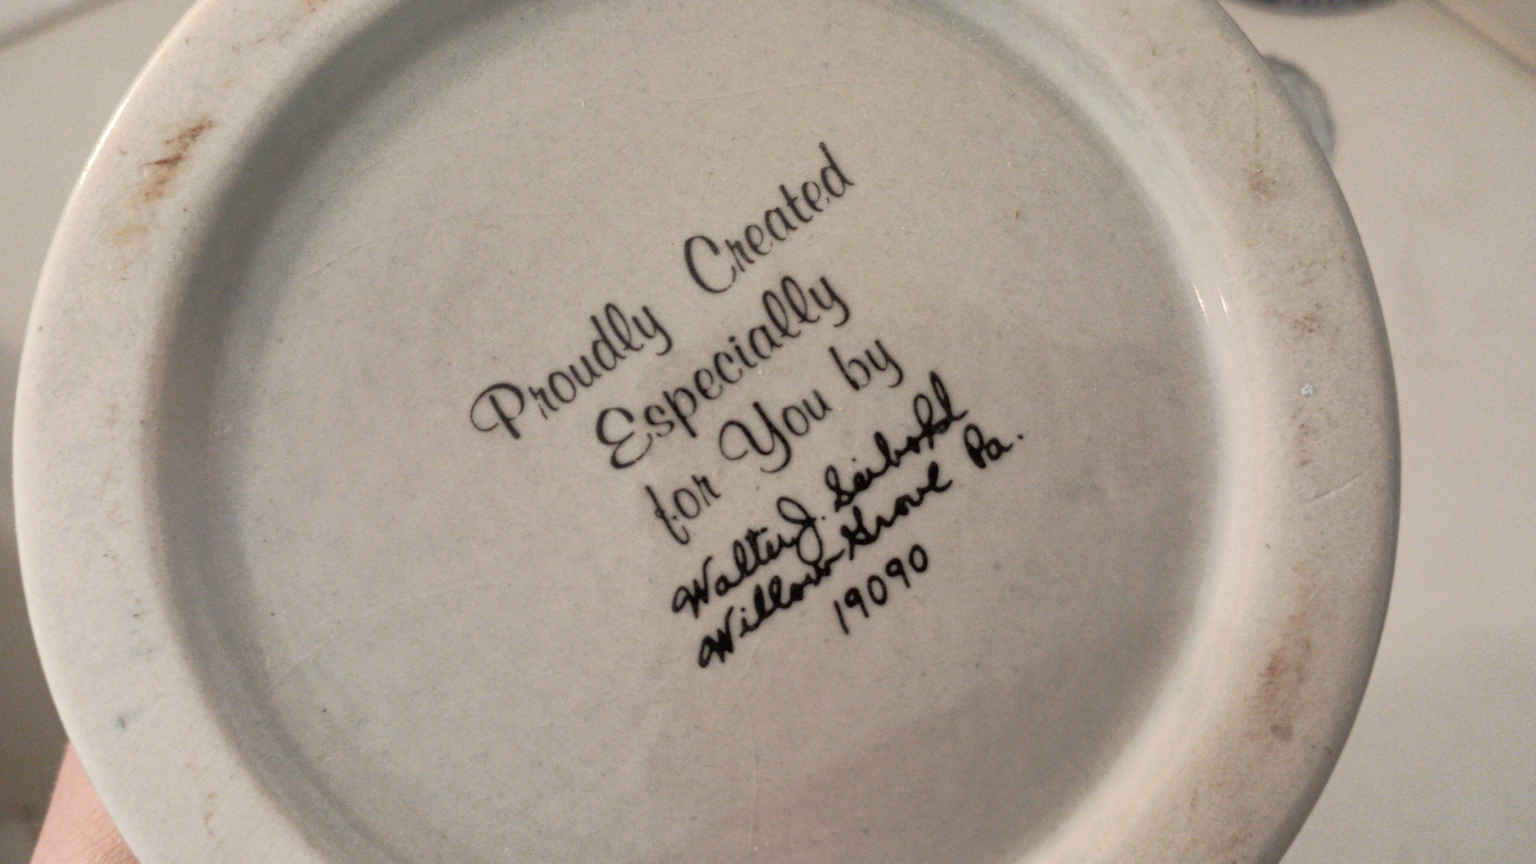 Proudly Created
Especially
for You by
Walter J. Seibold
Willow Grove Pa.
19090